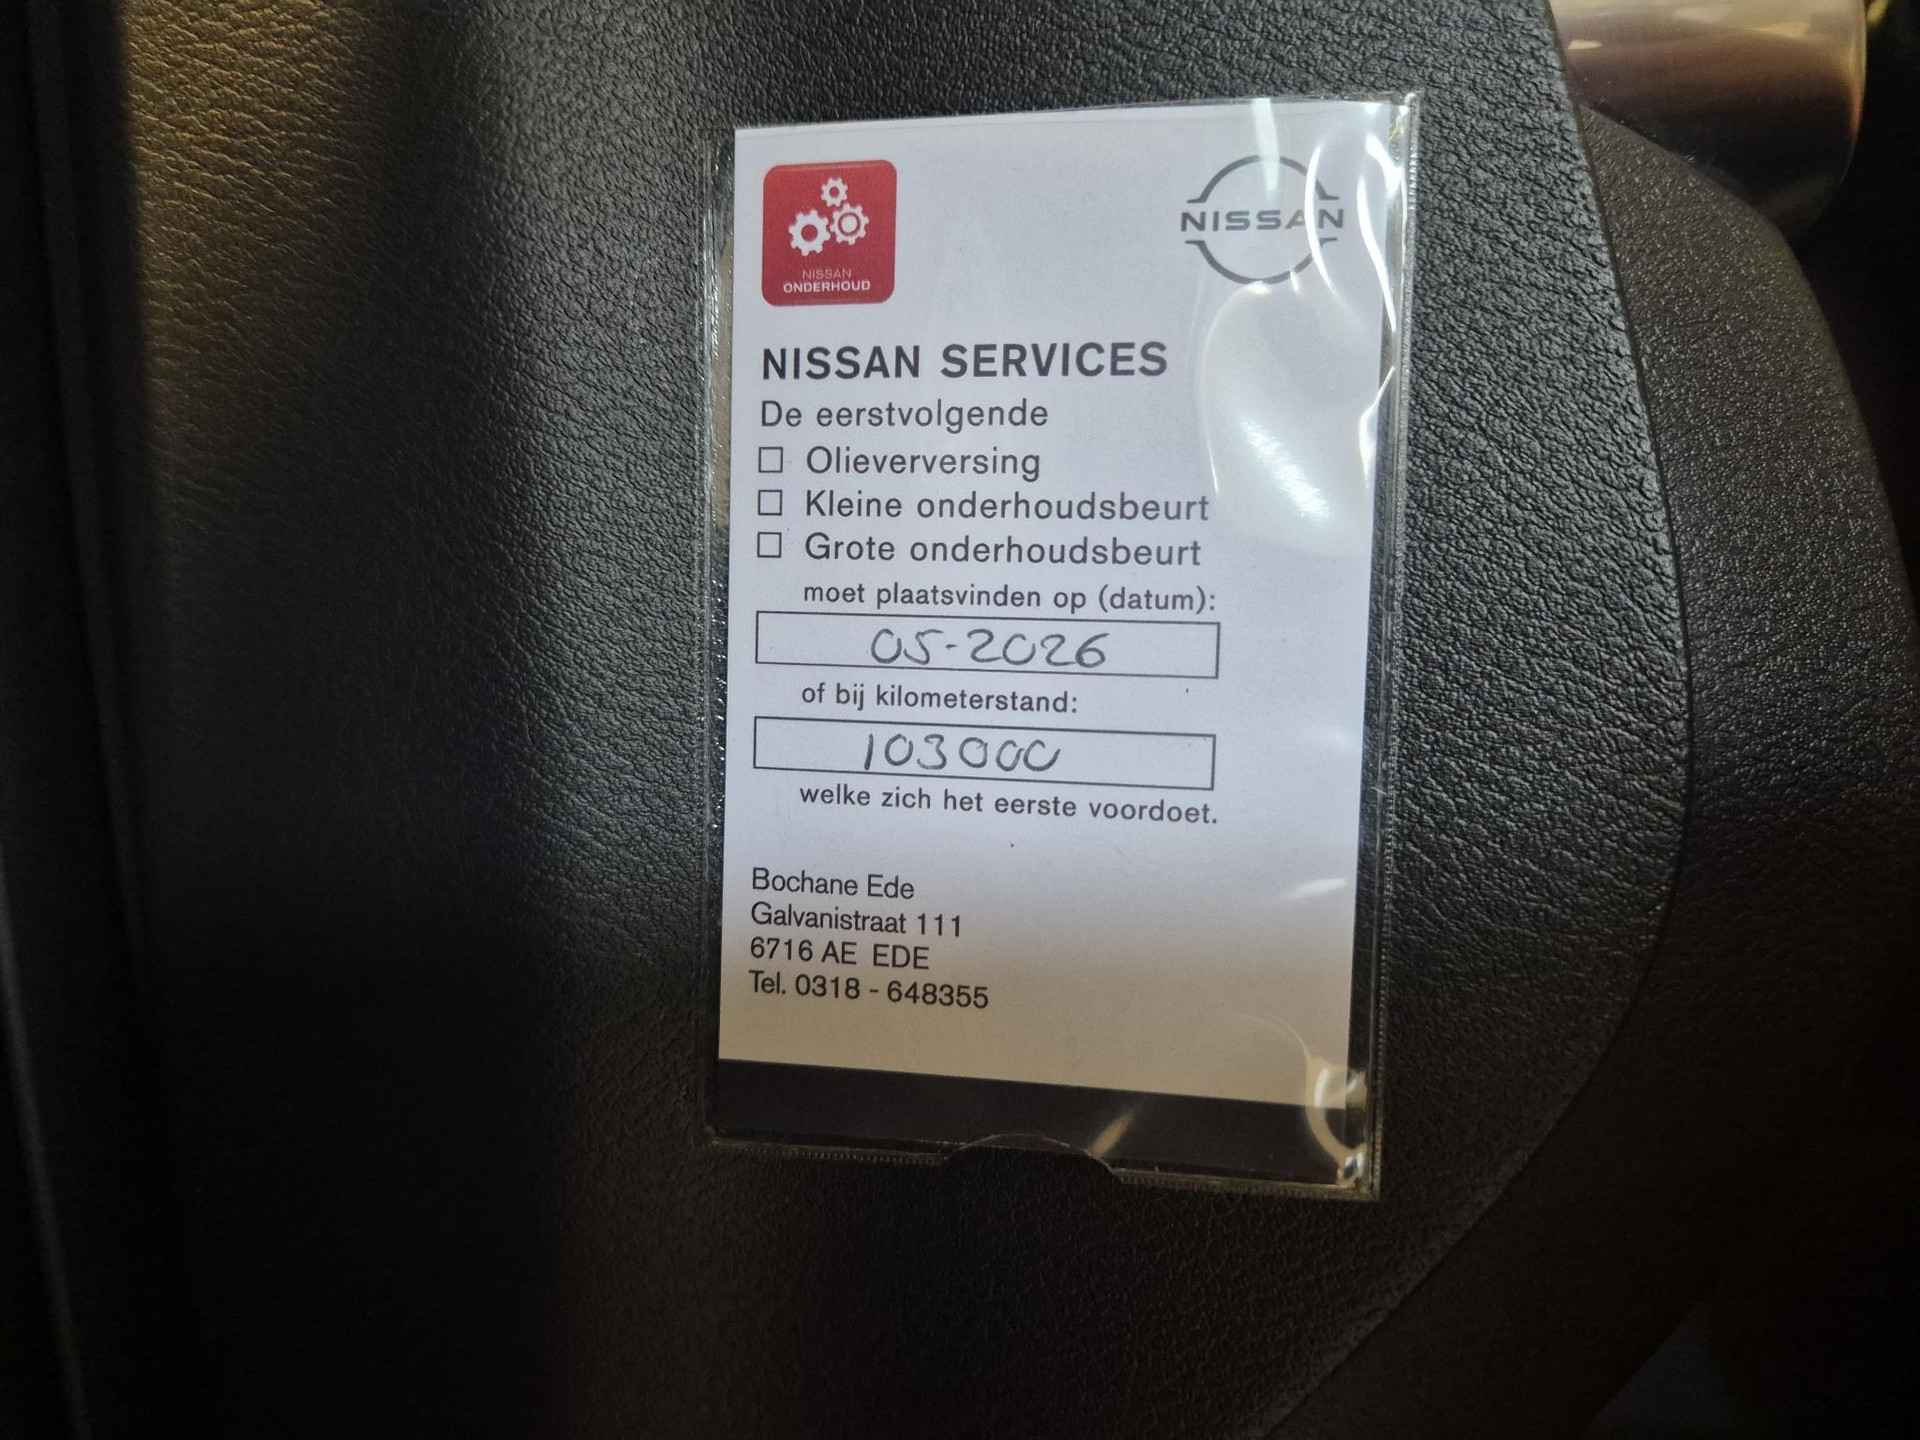 NISSAN
ONDERHOUD
NISSAN
NISSAN SERVICES
De eerstvolgende
☐ Olieverversing
☐ Kleine onderhoudsbeurt
☐ Grote onderhoudsbeurt
moet plaatsvinden op (datum):
05-2026
of bij kilometerstand:
103000
welke zich het eerste voordoet.
Bochane Ede
Galvanistraat 111
6716 AE EDE
Tel. 0318 - 648355